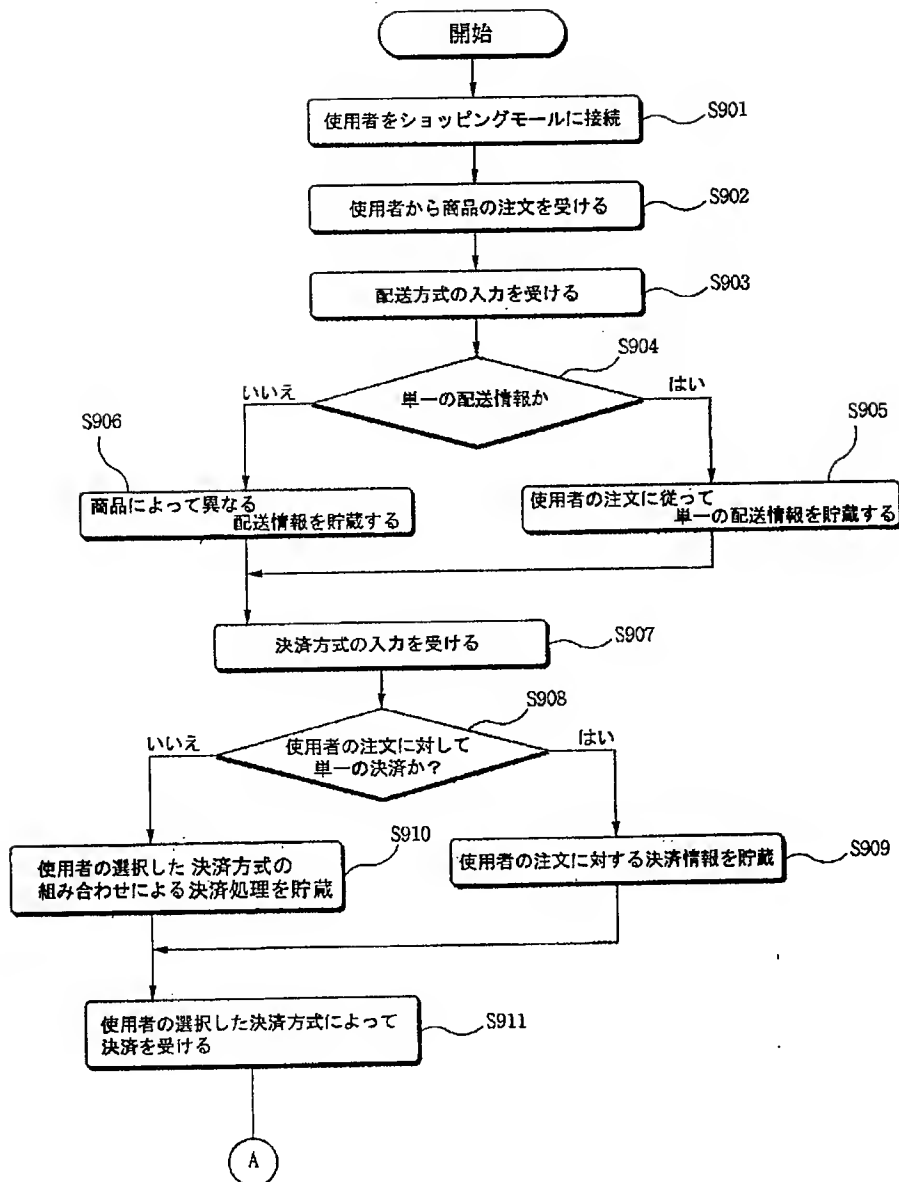 開始
使用者をショッピングモールに接続
S901
使用者から商品の注文を受ける
S902
配送方式の入力を受ける
S903
S904
単一の配送情報か
いいえ
はい
S906
S905
商品によって異なる
配送情報を貯蔵する
使用者の注文に従って
単一の配送情報を貯蔵する
決済方式の入力を受ける
S907
S908
使用者の注文に対して
単一の決済か?
いいえ
はい
S910
使用者の選択した決済方式の
組み合わせによる決済処理を貯蔵
使用者の注文に対する決済情報を貯蔵
S909
使用者の選択した決済方式によって
決済を受ける
S911
A